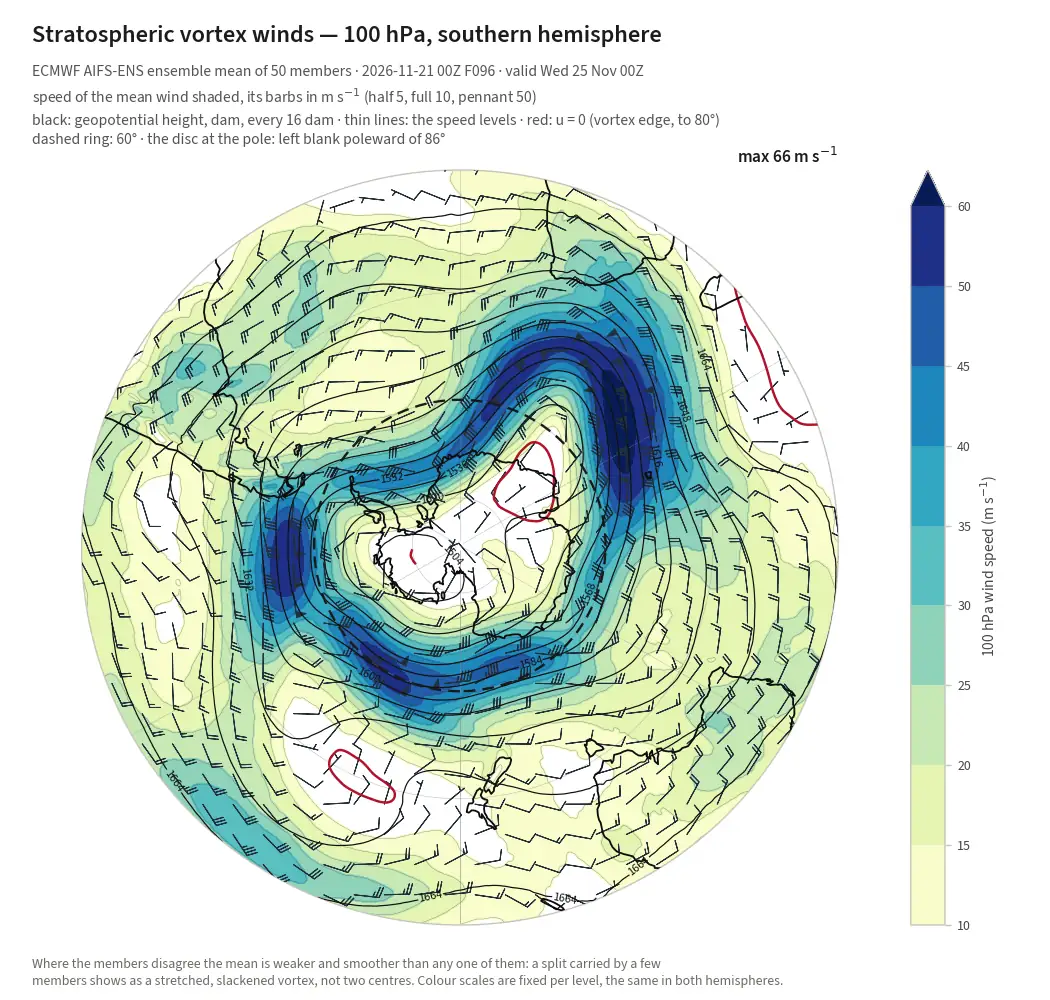 Stratospheric vortex winds — 100 hPa, southern hemisphere
ECMWF AIFS-ENS ensemble mean of 50 members · 2026-11-21 00Z F096 · valid Wed 25 Nov 00Z
speed of the mean wind shaded, its barbs in m s⁻¹ (half 5, full 10, pennant 50)
black: geopotential height, dam, every 16 dam · thin lines: the speed levels · red: u = 0 (vortex edge, to 80°)
dashed ring: 60° · the disc at the pole: left blank poleward of 86°
max 66 m s⁻¹
60
50
45
40
35
30
25
20
15
10
100 hPa wind speed (m s⁻¹)
1664
1648
1616
1536
1552
1504
1632
1568
1584
1600
1664
1664
1664
Where the members disagree the mean is weaker and smoother than any one of them: a split carried by a few
members shows as a stretched, slackened vortex, not two centres. Colour scales are fixed per level, the same in both hemispheres.